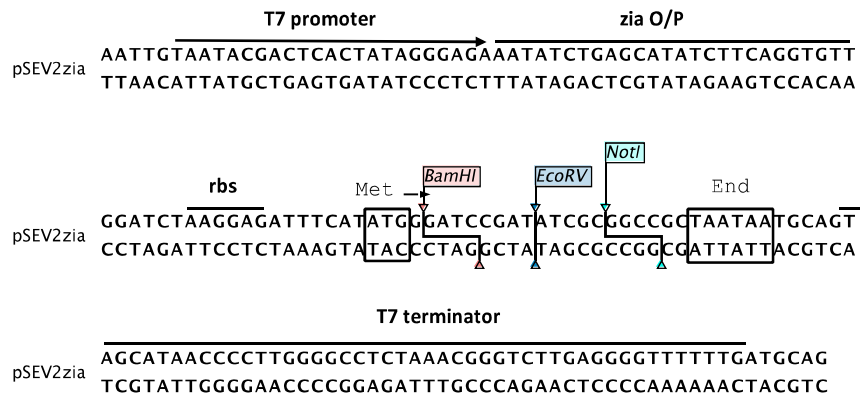 T7 promoter zia O/P
AATTGTAATACGACTCACTATAGGGAGAAATATCTGAGCATATCTTCAGGTGTT
pSEV2zia
TTAACATTATGCTGAGTGATATCCCTCTTTATAGACTCGTATAGAAGTCCACAA
NotI
BamHI EcoRV
rbs Met End
GGATCTAAGGAGATTTCATATGGGATCCGATATCGCGGCCGCTAATAATGCAGT
pSEV2zia
CCTAGATTCCTCTAAAGTATACCCTAGGCTATAGCGCCGGCGATTATTACGTCA
T7 terminator
AGCATAACCCCTTGGGGCCTCTAAACGGGTCTTGAGGGGTTTTTTGATGCAG
pSEV2zia
TCGTATTGGGGAACCCCGGAGATTTGCCCAGAACTCCCCAAAAAACTACGTC